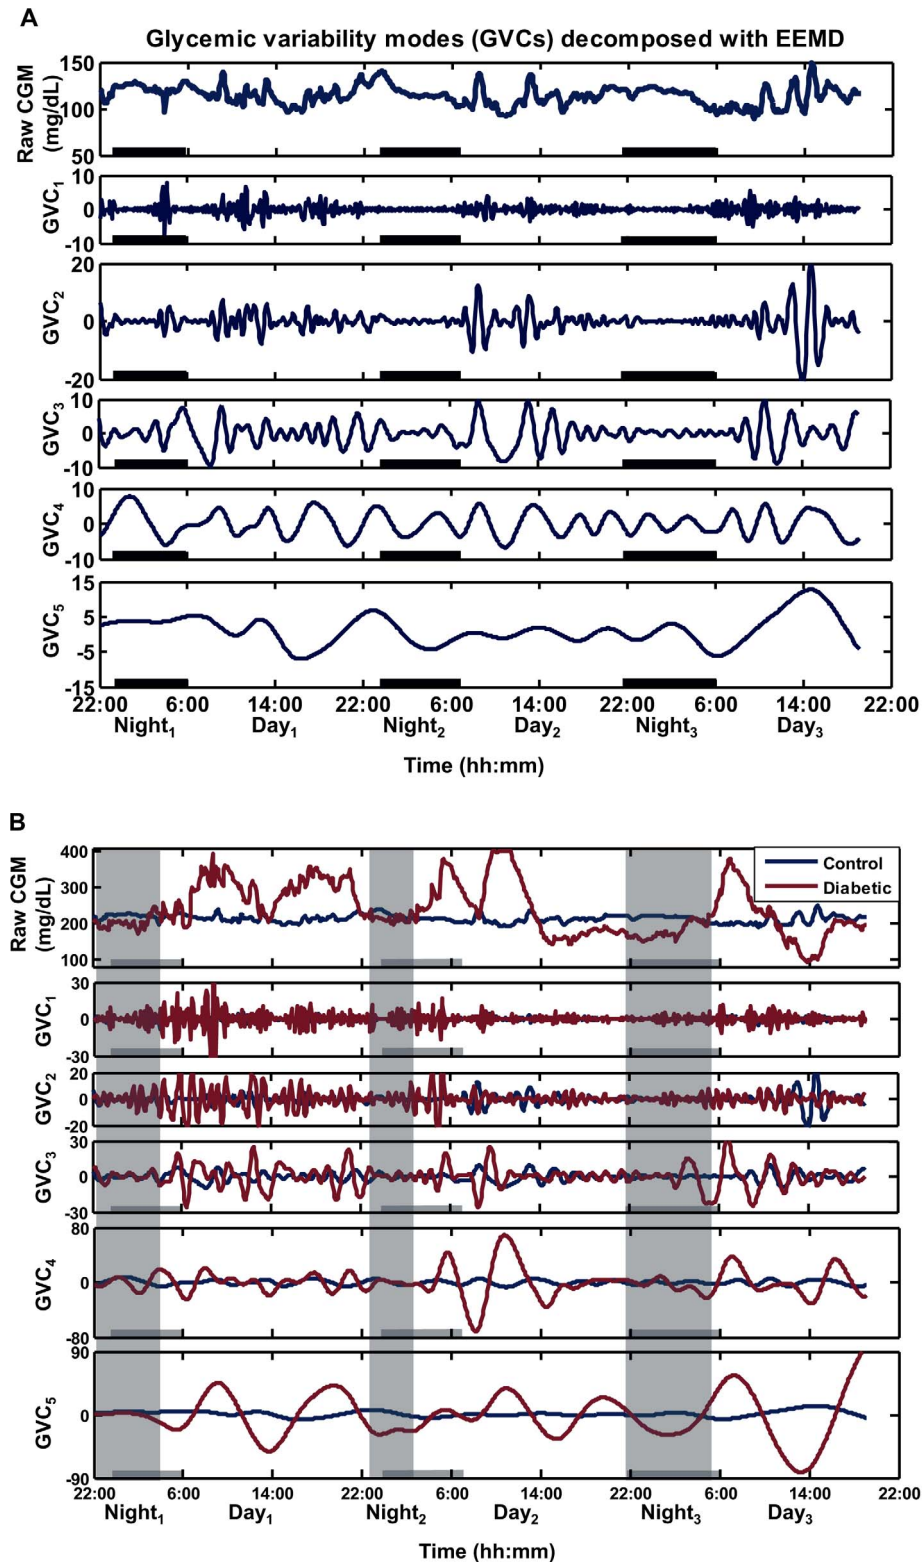 A
Glycemic variability modes (GVCs) decomposed with EEMD
Raw CGM
(mg/dL)
150
100
50
GVC1
10
0
-10
GVC2
20
0
-20
GVC3
10
0
-10
GVC4
10
0
-10
GVC5
15
5
-5
-15
22:00 6:00 14:00 22:00 6:00 14:00 22:00 6:00 14:00 22:00
Night1 Day1 Night2 Day2 Night3 Day3
Time (hh:mm)
B
Raw CGM
(mg/dL)
400
300
200
100
Control
Diabetic
GVC1
30
0
-30
GVC2
20
0
-20
GVC3
30
0
-30
GVC4
80
0
-80
GVC5
90
0
-90
22:00 6:00 14:00 22:00 6:00 14:00 22:00 6:00 14:00 22:00
Night1 Day1 Night2 Day2 Night3 Day3
Time (hh:mm)